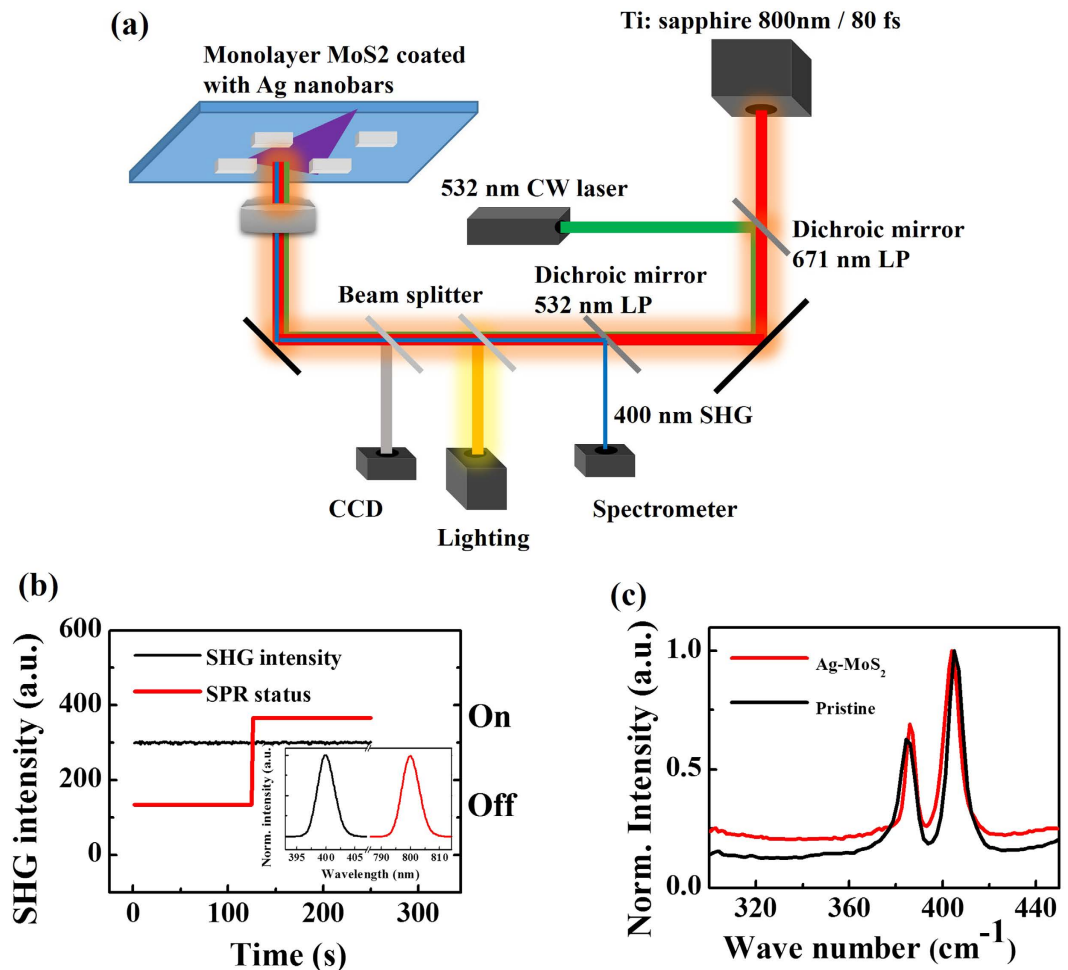 (a)
Ti: sapphire 800nm / 80 fs
Monolayer MoS2 coated
with Ag nanobars
532 nm CW laser
Dichroic mirror
671 nm LP
Dichroic mirror
532 nm LP
Beam splitter
400 nm SHG
CCD
Lighting
Spectrometer
(b)
SHG intensity (a.u.)
600
400
300
200
100
0
SHG intensity
SPR status
On
Off
Norm. intensity (a.u.)
395 400 405 790 800 810
Wavelength (nm)
0 100 200 300
Time (s)
(c)
Norm. Intensity (a.u.)
1.0
0.5
0.0
Ag-MoS₂
Pristine
320 360 400 440
Wave number (cm⁻¹)